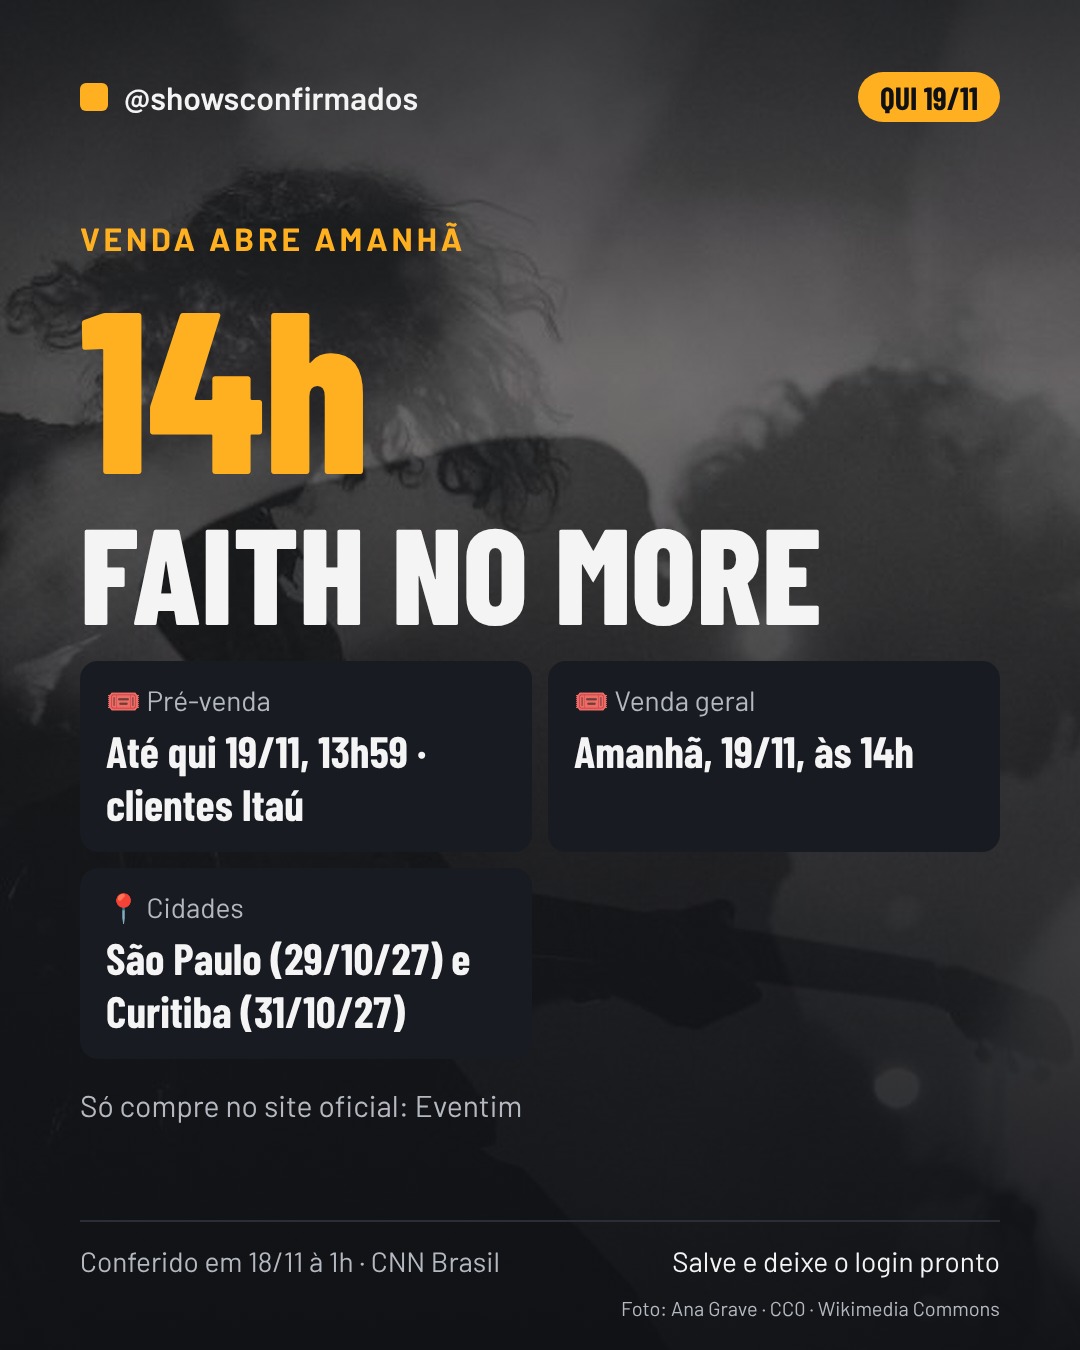 @showsconfirmados
QUI 19/11
VENDA ABRE AMANHÃ
14h
FAITH NO MORE
🎟️ Pré-venda
Até qui 19/11, 13h59 ·
clientes Itaú
🎟️ Venda geral
Amanhã, 19/11, às 14h
📍 Cidades
São Paulo (29/10/27) e
Curitiba (31/10/27)
Só compre no site oficial: Eventim
Conferido em 18/11 à 1h · CNN Brasil
Salve e deixe o login pronto
Foto: Ana Grave · CC0 · Wikimedia Commons